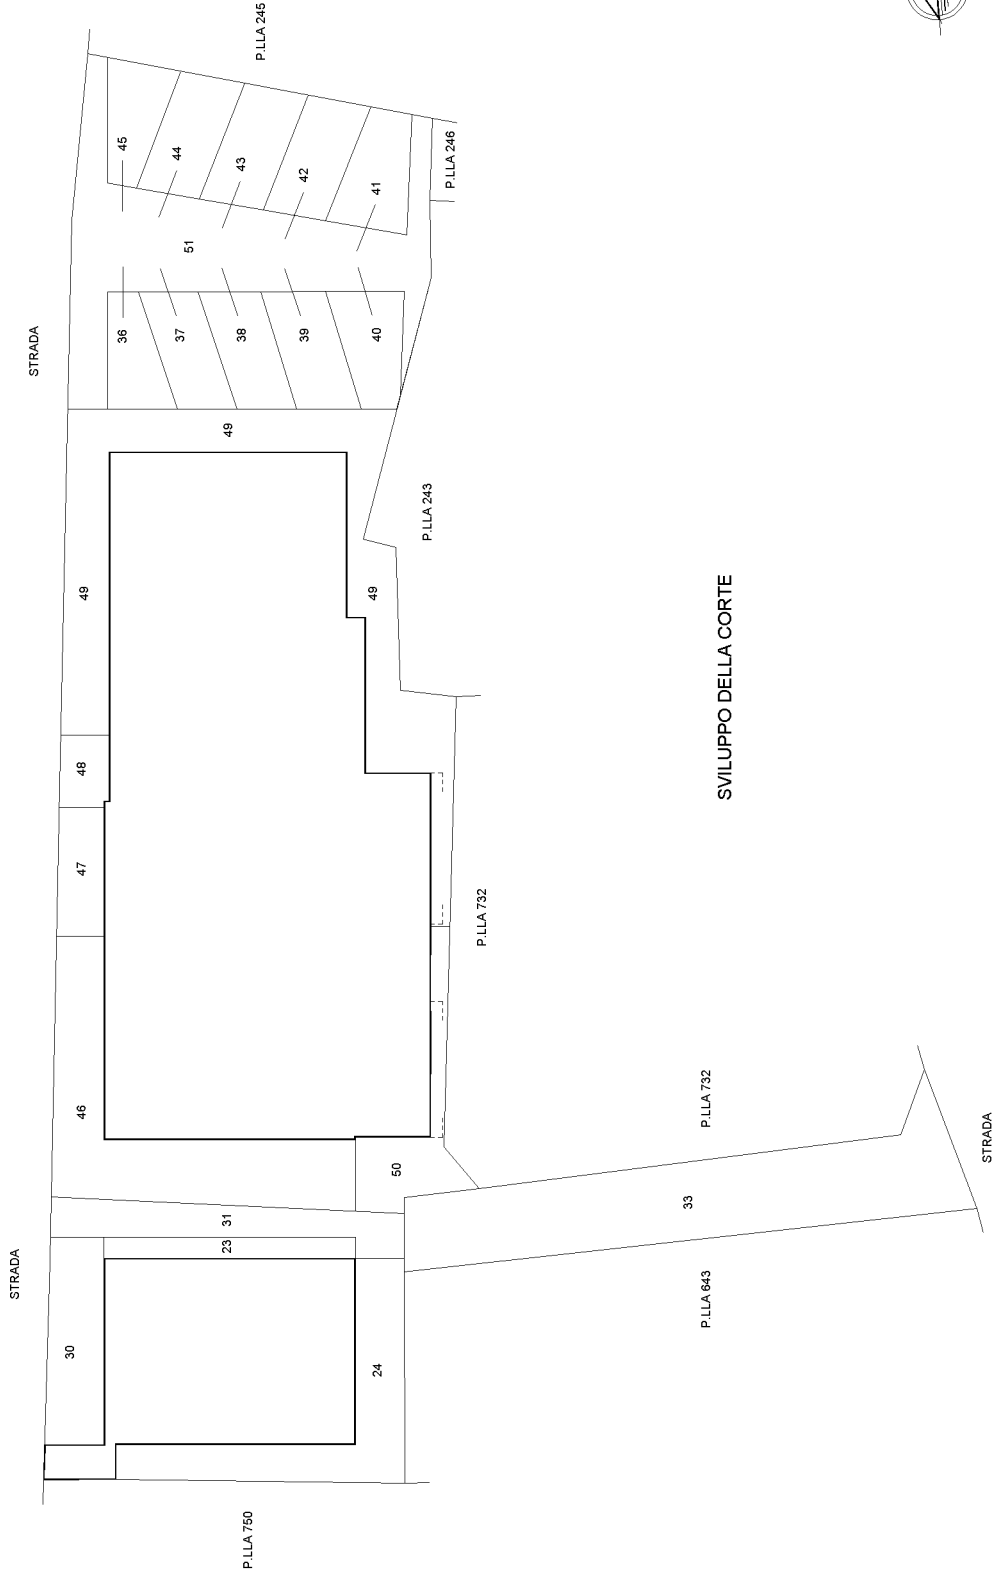 P.LLA 245
45
44
43
42
41
P.LLA 246
51
STRADA
36
37
38
39
40
49
P.LLA 243
49
49
SVILUPPO DELLA CORTE
48
47
P.LLA 732
46
50
P.LLA 732
STRADA
33
31
23
STRADA
P.LLA 643
30
24
P.LLA 750